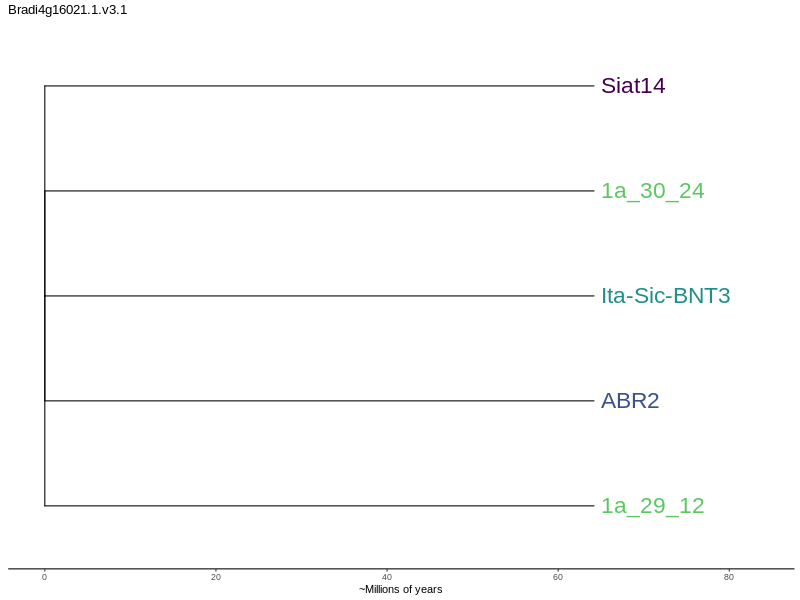 Bradi4g16021.1.v3.1
Siat14
1a_30_24
Ita-Sic-BNT3
ABR2
1a_29_12
0 20 40 60 80
~Millions of years